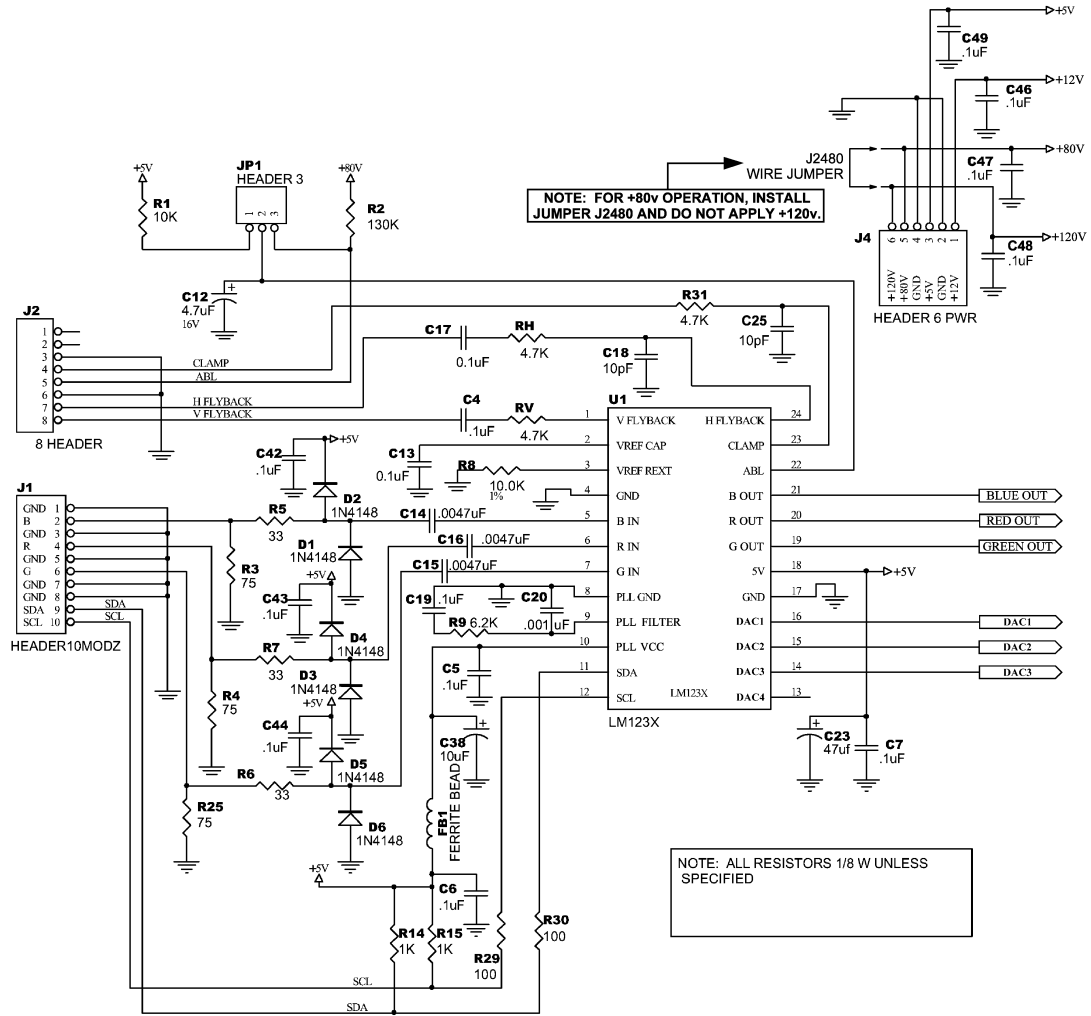 C49
.1uF
+5V
C46
.1uF
+12V
J2480
WIRE JUMPER
C47
.1uF
+80V
NOTE: FOR +80v OPERATION, INSTALL
JUMPER J2480 AND DO NOT APPLY +120v.
J4
6 5 4 3 2 1
+120V
+80V
GND
+5V
GND
+12V
HEADER 6 PWR
C48
.1uF
+120V
+5V
R1
10K
JP1
HEADER 3
1 2 3
+80V
R2
130K
C12
4.7uF
16V
J2
1
2
3
4
5
6
7
8
8 HEADER
CLAMP
ABL
H FLYBACK
V FLYBACK
R31
4.7K
C25
10pF
C17
0.1uF
RH
4.7K
C18
10pF
C4
.1uF
RV
4.7K
C13
0.1uF
R8
10.0K
1%
U1
1 V FLYBACK H FLYBACK 24
2 VREF CAP CLAMP 23
3 VREF REXT ABL 22
4 GND B OUT 21
5 B IN R OUT 20
6 R IN G OUT 19
7 G IN 5V 18
8 PLL GND GND 17
9 PLL FILTER DAC1 16
10 PLL VCC DAC2 15
11 SDA DAC3 14
12 SCL LM123X DAC4 13
LM123X
BLUE OUT
RED OUT
GREEN OUT
+5V
DAC1
DAC2
DAC3
C23
47uf
C7
.1uF
J1
GND 1
B 2
GND 3
R 4
GND 5
G 6
GND 7
GND 8
SDA 9
SCL 10
HEADER10MODZ
SDA
SCL
C42
.1uF
+5V
D2
1N4148
R5
33
D1
1N4148
R3
75
C14
.0047uF
C16
.0047uF
C15
.0047uF
C43
.1uF
+5V
D4
1N4148
R7
33
D3
1N4148
R4
75
C19
.1uF
C20
.001uF
R9 6.2K
C5
.1uF
C44
.1uF
+5V
D5
1N4148
R6
33
R25
75
D6
1N4148
C38
10uF
FB1
FERRITE BEAD
+5V
C6
.1uF
R14
1K
R15
1K
R29
100
R30
100
SCL
SDA
NOTE: ALL RESISTORS 1/8 W UNLESS
SPECIFIED